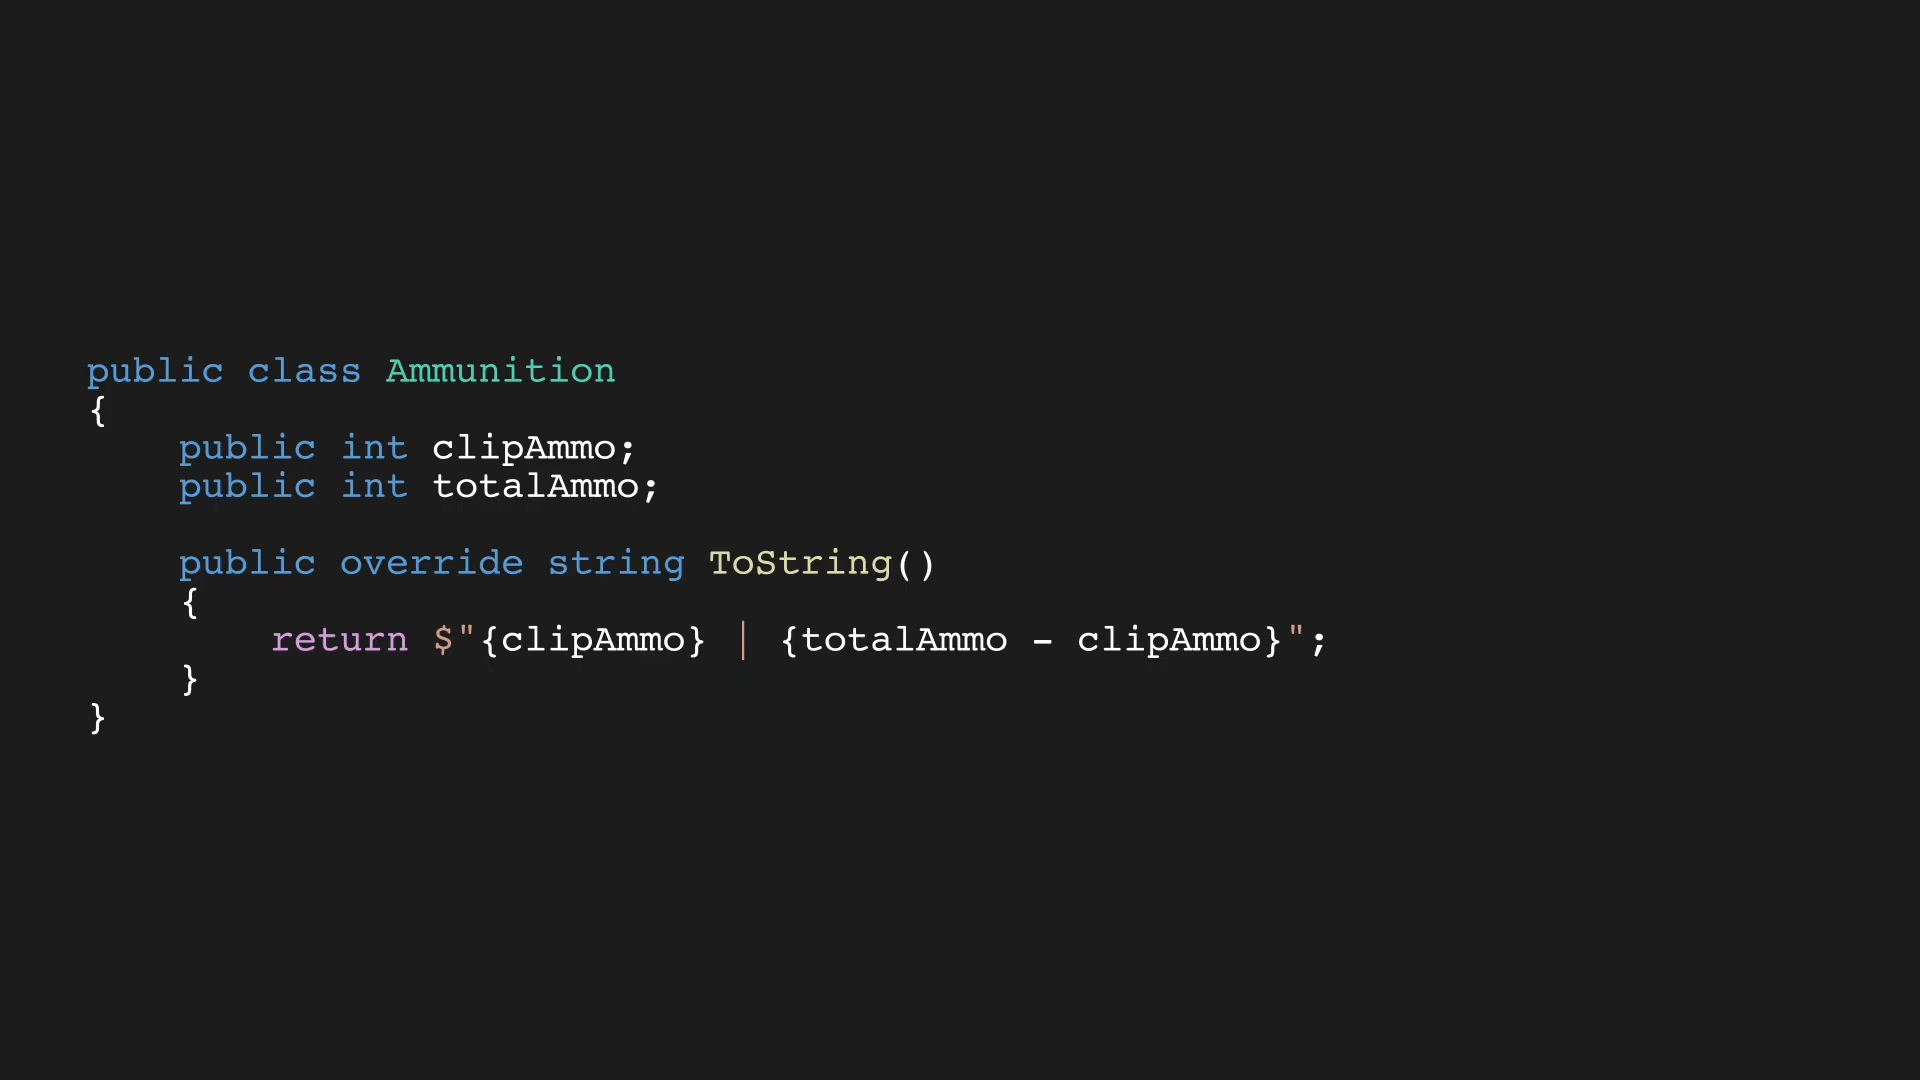 public class Ammunition
{
    public int clipAmmo;
    public int totalAmmo;

    public override string ToString()
    {
        return $"{clipAmmo} | {totalAmmo - clipAmmo}";
    }
}